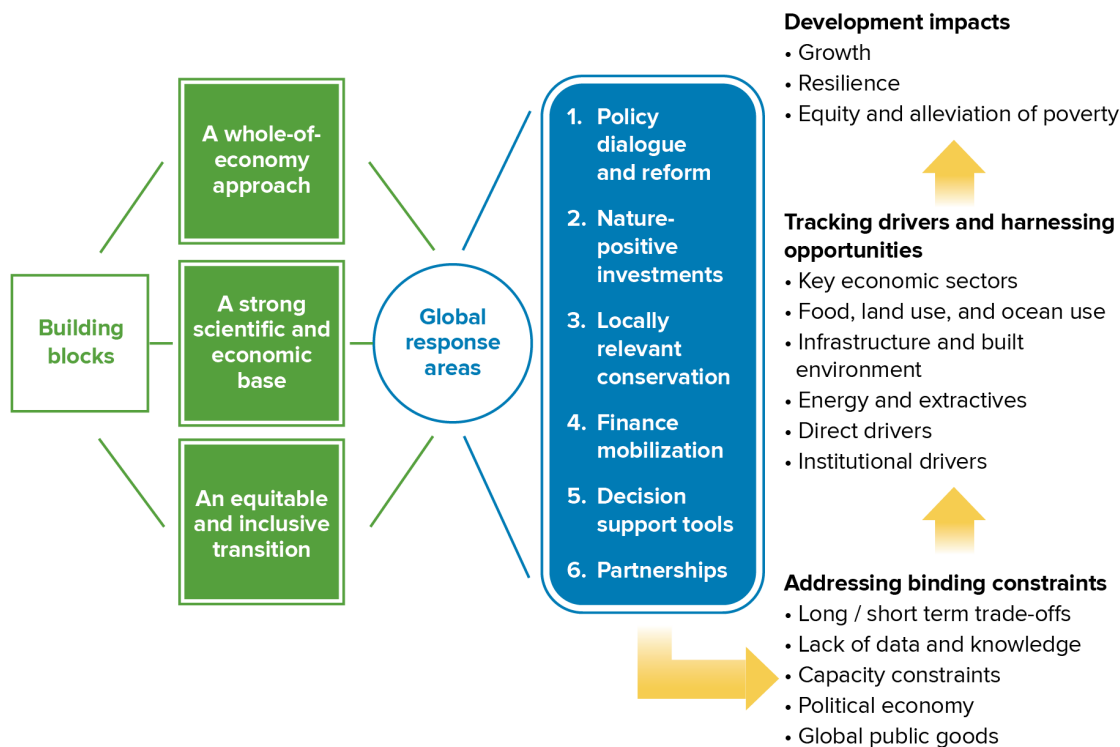 Building
blocks
A whole-of-
economy
approach
A strong
scientific and
economic
base
An equitable
and inclusive
transition
Global
response
areas
1. Policy
dialogue
and reform
2. Nature-
positive
investments
3. Locally
relevant
conservation
4. Finance
mobilization
5. Decision
support tools
6. Partnerships
Development impacts
• Growth
• Resilience
• Equity and alleviation of poverty
Tracking drivers and harnessing
opportunities
• Key economic sectors
• Food, land use, and ocean use
• Infrastructure and built
environment
• Energy and extractives
• Direct drivers
• Institutional drivers
Addressing binding constraints
• Long / short term trade-offs
• Lack of data and knowledge
• Capacity constraints
• Political economy
• Global public goods